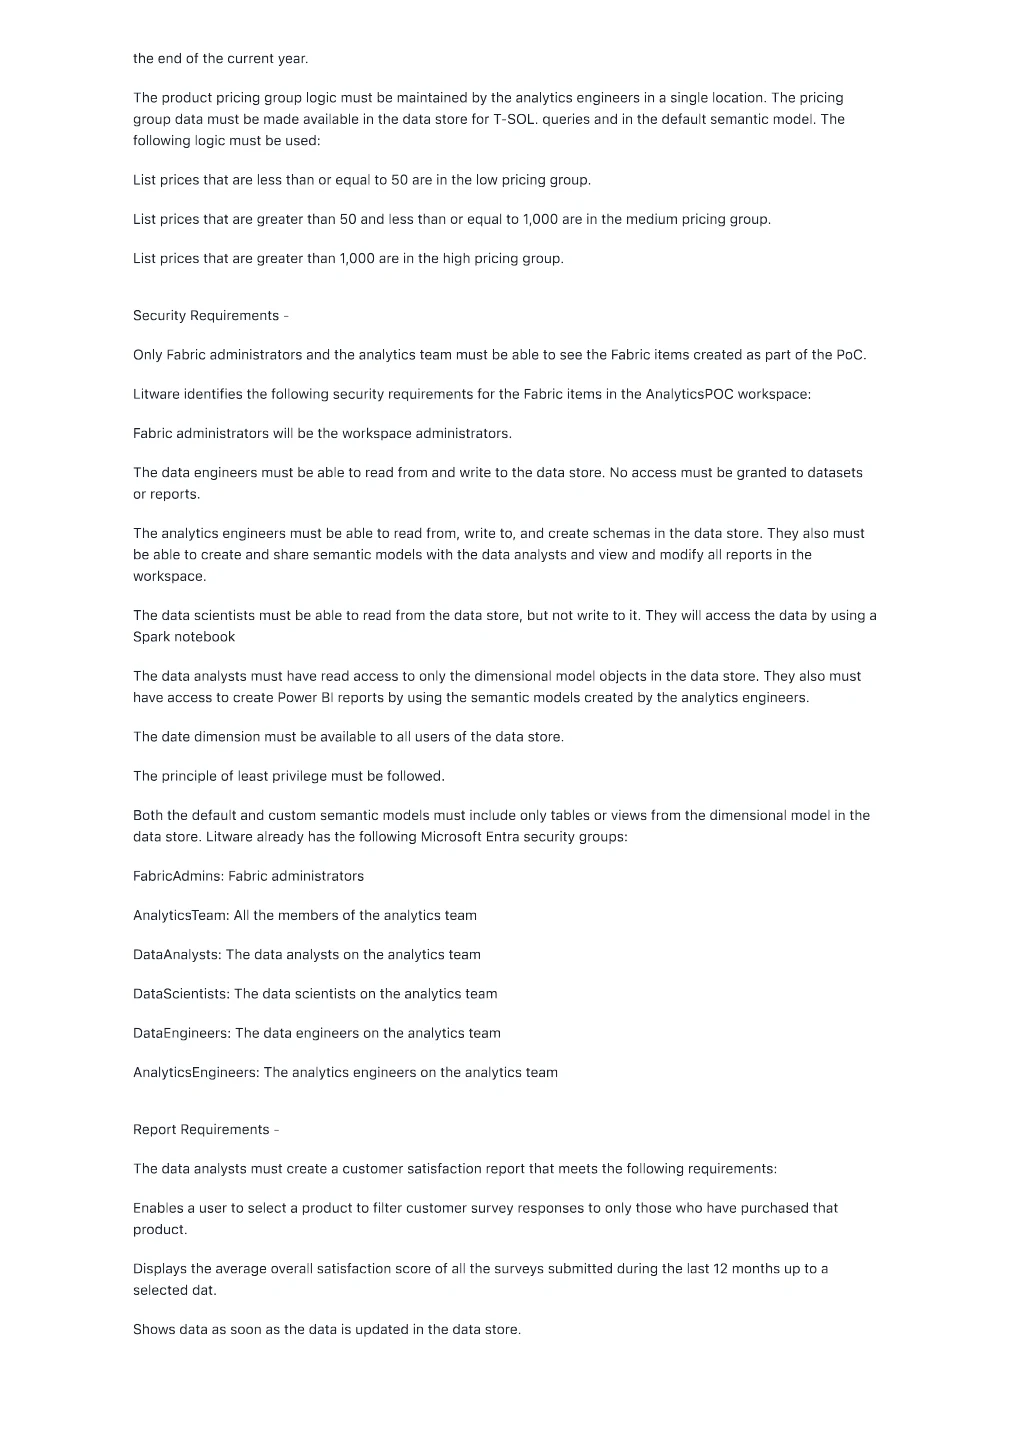 the end of the current year.
The product pricing group logic must be maintained by the analytics engineers in a single location. The pricing
group data must be made available in the data store for T-SOL. queries and in the default semantic model. The
following logic must be used:
List prices that are less than or equal to 50 are in the low pricing group.
List prices that are greater than 50 and less than or equal to 1,000 are in the medium pricing group.
List prices that are greater than 1,000 are in the high pricing group.
Security Requirements -
Only Fabric administrators and the analytics team must be able to see the Fabric items created as part of the PoC.
Litware identifies the following security requirements for the Fabric items in the AnalyticsPOC workspace:
Fabric administrators will be the workspace administrators.
The data engineers must be able to read from and write to the data store. No access must be granted to datasets
or reports.
The analytics engineers must be able to read from, write to, and create schemas in the data store. They also must
be able to create and share semantic models with the data analysts and view and modify all reports in the
workspace.
The data scientists must be able to read from the data store, but not write to it. They will access the data by using a
Spark notebook
The data analysts must have read access to only the dimensional model objects in the data store. They also must
have access to create Power BI reports by using the semantic models created by the analytics engineers.
The date dimension must be available to all users of the data store.
The principle of least privilege must be followed.
Both the default and custom semantic models must include only tables or views from the dimensional model in the
data store. Litware already has the following Microsoft Entra security groups:
FabricAdmins: Fabric administrators
AnalyticsTeam: All the members of the analytics team
DataAnalysts: The data analysts on the analytics team
DataScientists: The data scientists on the analytics team
DataEngineers: The data engineers on the analytics team
AnalyticsEngineers: The analytics engineers on the analytics team
Report Requirements -
The data analysts must create a customer satisfaction report that meets the following requirements:
Enables a user to select a product to filter customer survey responses to only those who have purchased that
product.
Displays the average overall satisfaction score of all the surveys submitted during the last 12 months up to a
selected dat.
Shows data as soon as the data is updated in the data store.